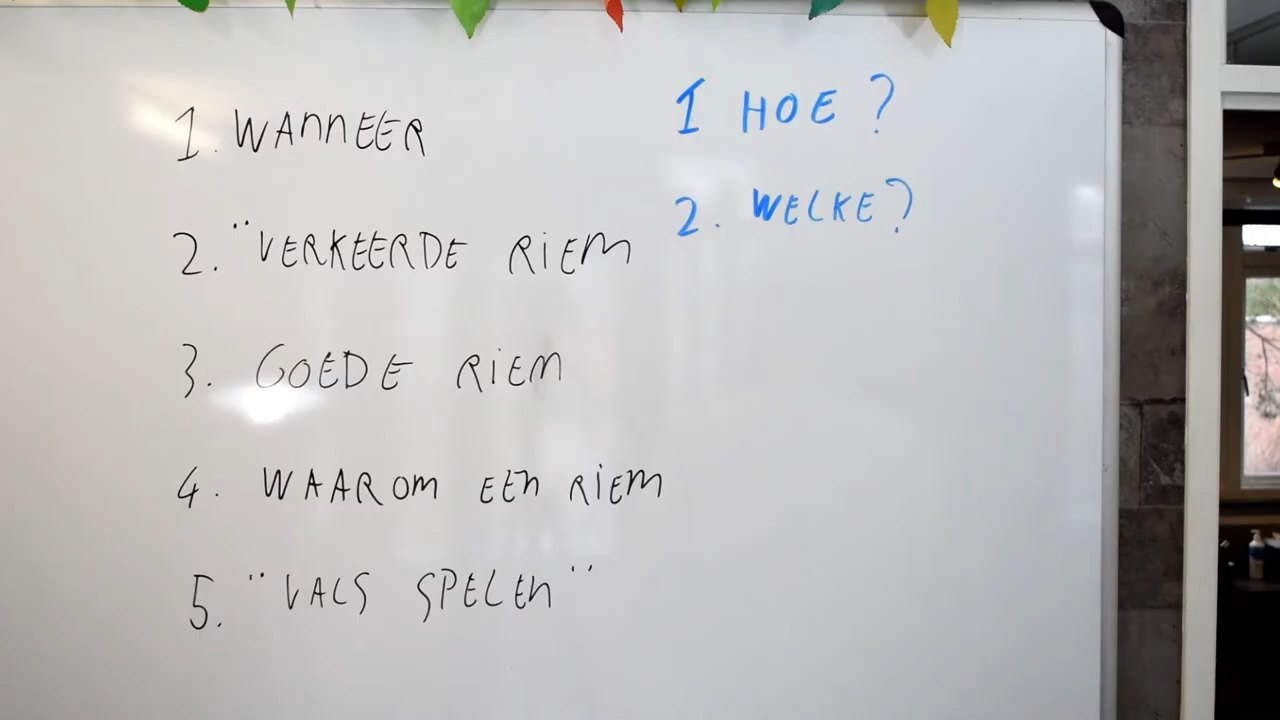 1. WANNEER
2. "VERKEERDE RIEM
3. GOEDE RIEM
4. WAAROM EEN RIEM
5. "VALS SPELEN"
1 HOE?
2. WELKE?